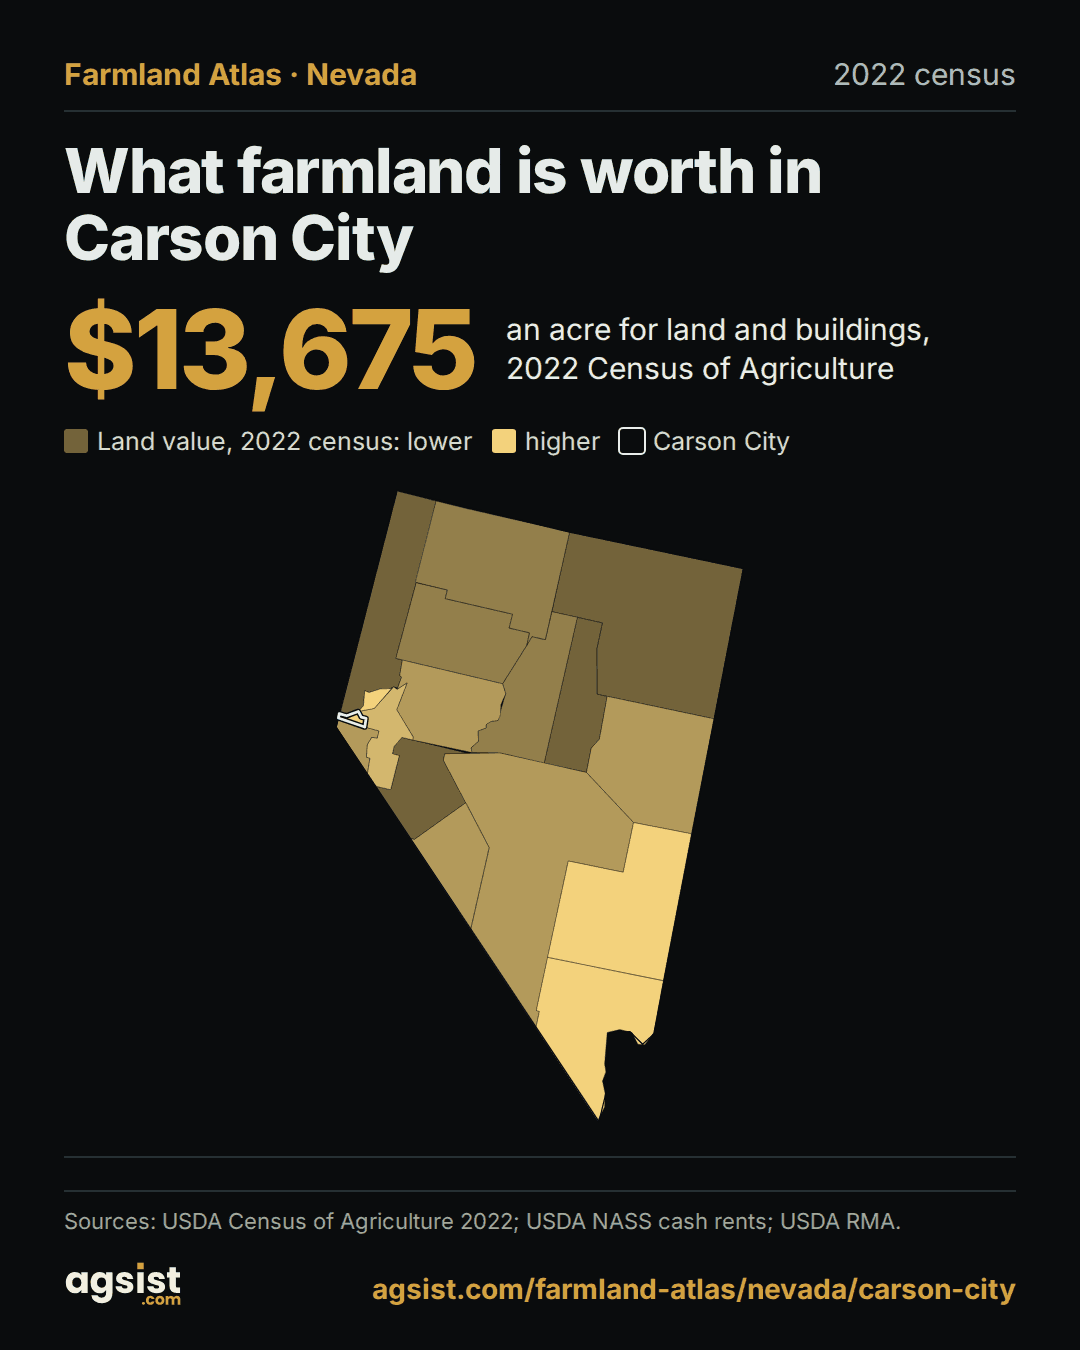 Farmland Atlas · Nevada
2022 census
What farmland is worth in
Carson City
$13,675
an acre for land and buildings,
2022 Census of Agriculture
Land value, 2022 census: lower
higher
Carson City
Sources: USDA Census of Agriculture 2022; USDA NASS cash rents; USDA RMA.
agsist
.com
agsist.com/farmland-atlas/nevada/carson-city